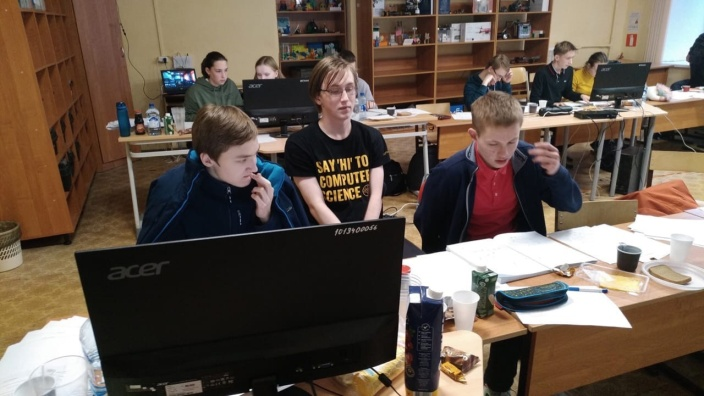 acer
SAY 'HI' TO
COMPUTER
SCIENCE
1013400056
acer
acer